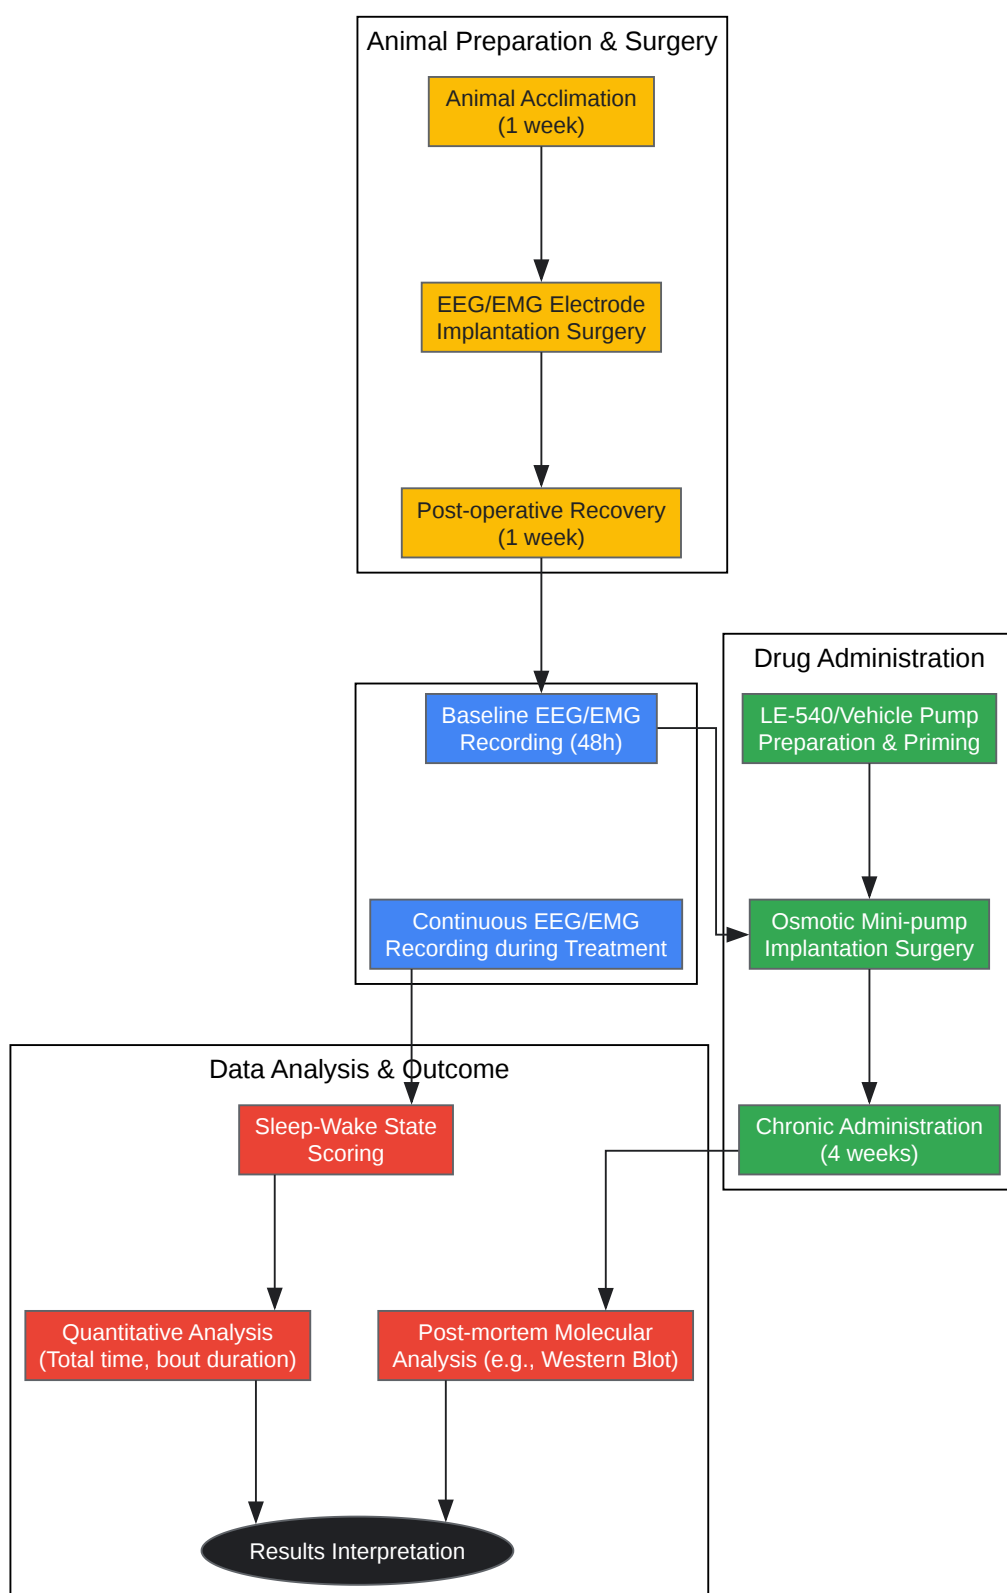 Animal Preparation & Surgery
Animal Acclimation
(1 week)
EEG/EMG Electrode
Implantation Surgery
Post-operative Recovery
(1 week)
Baseline EEG/EMG
Recording (48h)
Continuous EEG/EMG
Recording during Treatment
Drug Administration
LE-540/Vehicle Pump
Preparation & Priming
Osmotic Mini-pump
Implantation Surgery
Chronic Administration
(4 weeks)
Data Analysis & Outcome
Sleep-Wake State
Scoring
Quantitative Analysis
(Total time, bout duration)
Post-mortem Molecular
Analysis (e.g., Western Blot)
Results Interpretation